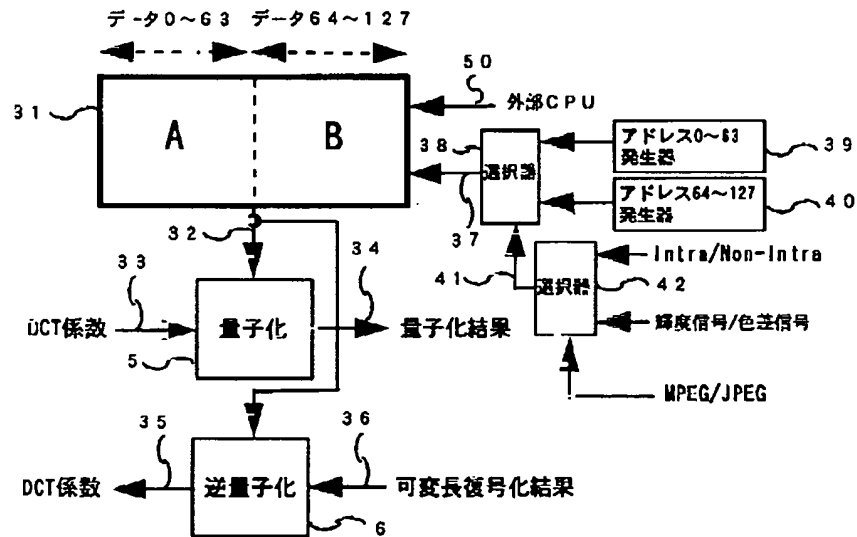 データ0～63 データ64～127
50
31
外部CPU
A B
38
アドレス0～63
発生器
39
選択器
アドレス64～127
発生器
40
32
37
33
34
41
Intra/Non-Intra
選択器
42
DCT係数
量子化
量子化結果
輝度信号/色差信号
5
MPEG/JPEG
35
36
DCT係数
逆量子化
可変長復号化結果
6